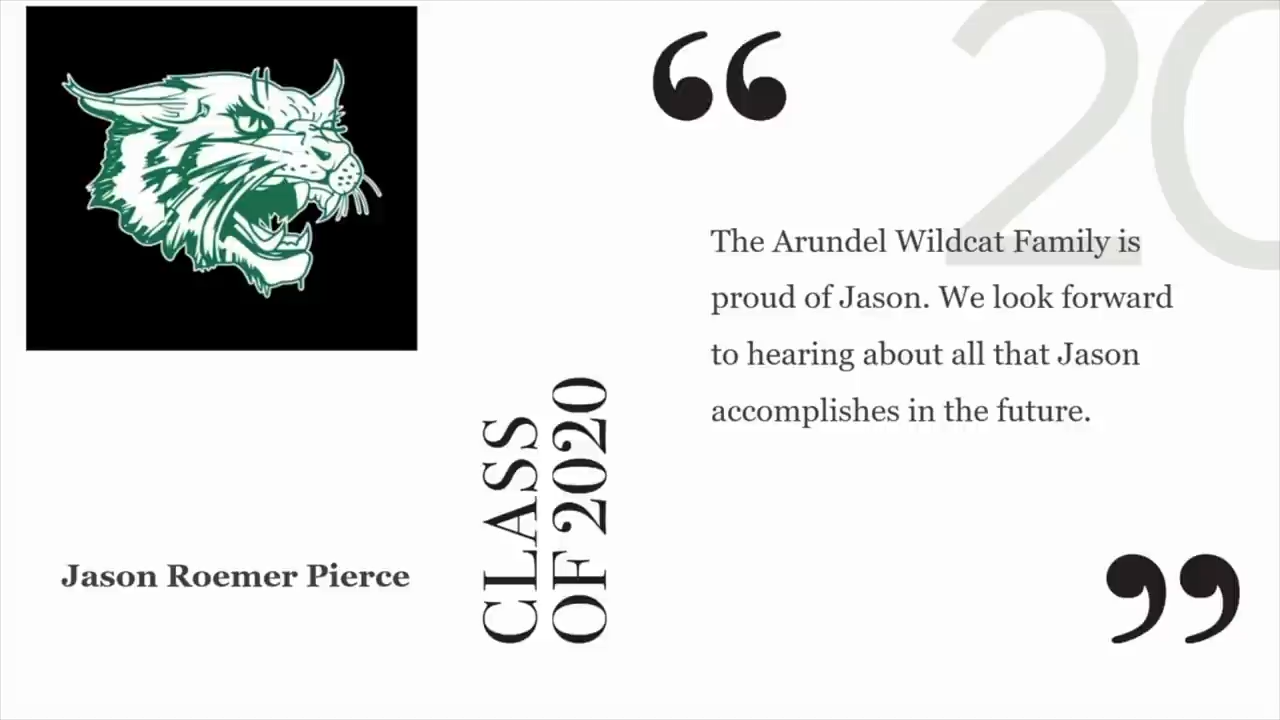 20
The Arundel Wildcat Family is
proud of Jason. We look forward
to hearing about all that Jason
accomplishes in the future.
CLASS
OF 2020
Jason Roemer Pierce